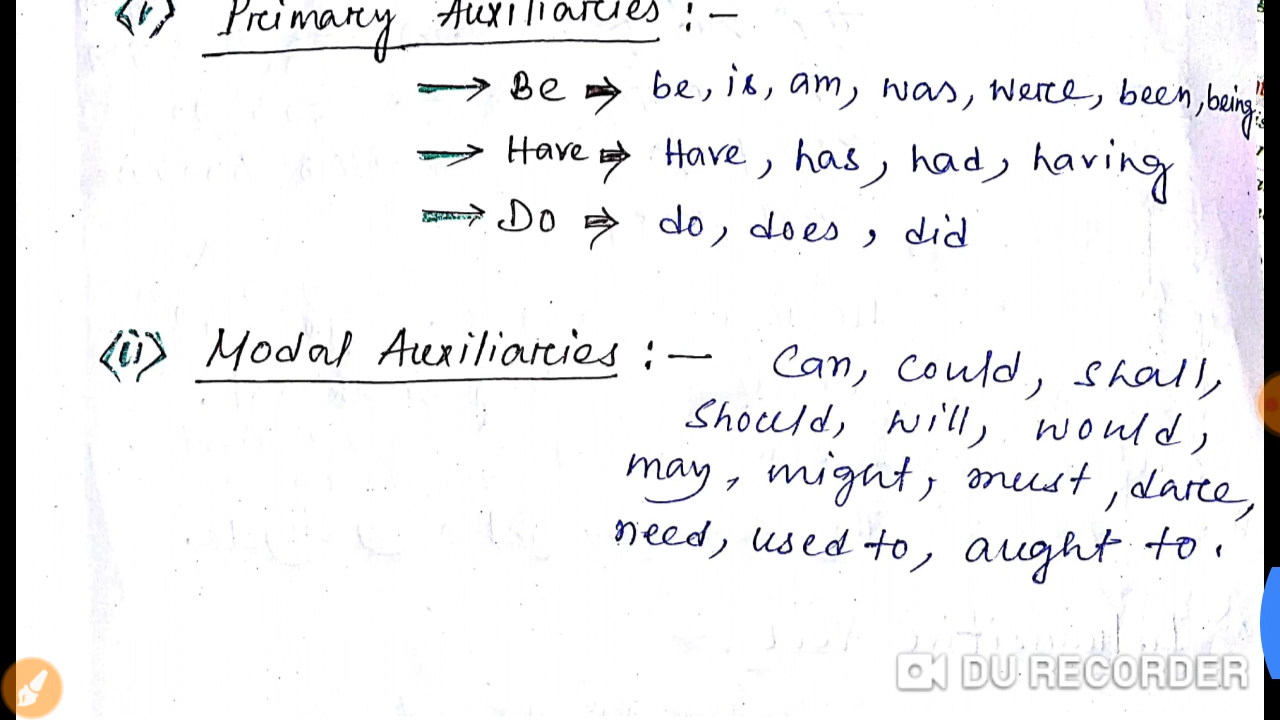 (i) Primary Auxiliaries :-
→ Be ⇒ be, is, am, was, were, been, being
→ Have ⇒ Have, has, had, having
→ Do ⇒ do, does, did
(ii) Modal Auxiliaries :- Can, could, shall,
should, will, would,
may, might, must, dare,
need, used to, aught to.
DU RECORDER